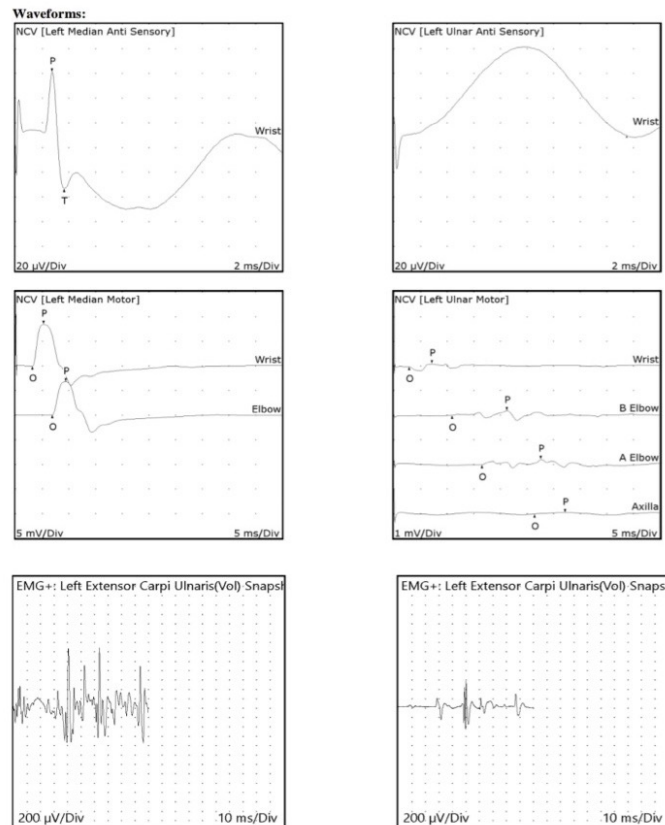 Waveforms:
NCV [Left Median Anti Sensory]
P
Wrist
T
20 µV/Div 2 ms/Div
NCV [Left Ulnar Anti Sensory]
Wrist
20 µV/Div 2 ms/Div
NCV [Left Median Motor]
P
Wrist
O
P
Elbow
O
5 mV/Div 5 ms/Div
NCV [Left Ulnar Motor]
P
Wrist
O
P
B Elbow
O
P
A Elbow
O
P
Axilla
O
1 mV/Div 5 ms/Div
EMG+: Left Extensor Carpi Ulnaris(Vol) Snapsh
200 µV/Div 10 ms/Div
EMG+: Left Extensor Carpi Ulnaris(Vol) Snaps
200 µV/Div 10 ms/Div